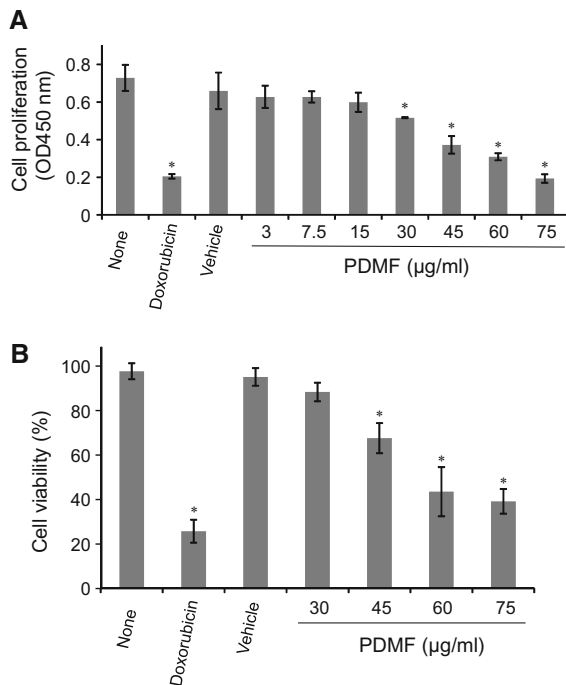 A
Cell proliferation
(OD450 nm)
0.8
0.6
0.4
0.2
0
*
*
*
*
*
None
Doxorubicin
Vehicle
3 7.5 15 30 45 60 75
PDMF (µg/ml)
B
Cell viability (%)
100
80
60
40
20
0
*
*
*
*
None
Doxorubicin
Vehicle
30 45 60 75
PDMF (µg/ml)